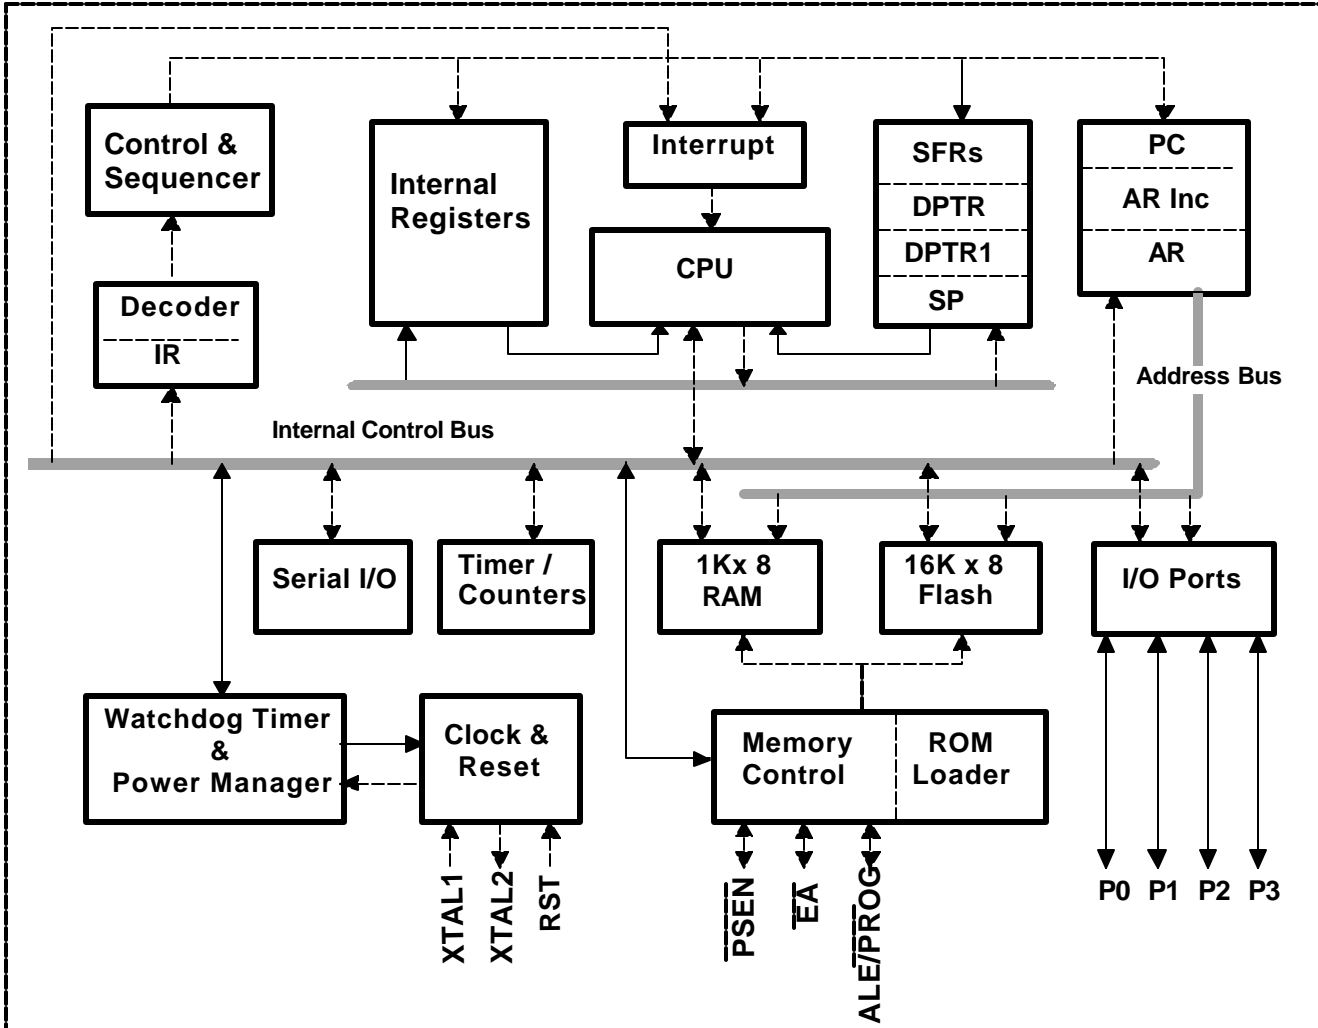 Control &
Sequencer
Internal
Registers
Interrupt
CPU
SFRs
DPTR
DPTR1
SP
PC
AR Inc
AR
Decoder
IR
Address Bus
Internal Control Bus
Serial I/O
Timer /
Counters
1Kx 8
RAM
16K x 8
Flash
I/O Ports
Watchdog Timer
&
Power Manager
Clock &
Reset
Memory
Control
ROM
Loader
XTAL1
XTAL2
RST
PSEN
EA
ALE/PROG
P0
P1
P2
P3